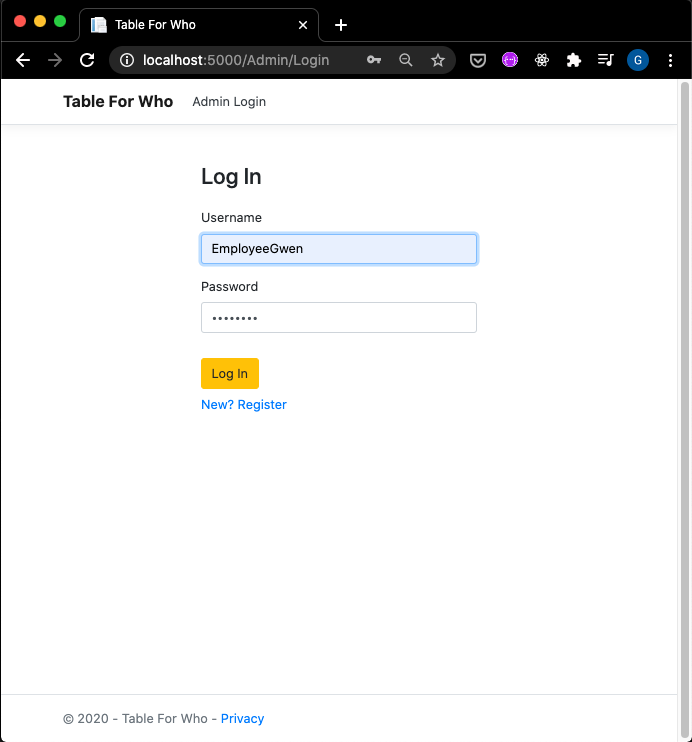 Table For Who
localhost:5000/Admin/Login
G
Table For Who Admin Login
Log In
Username
EmployeeGwen
Password
••••••••
Log In
New? Register
© 2020 - Table For Who - Privacy